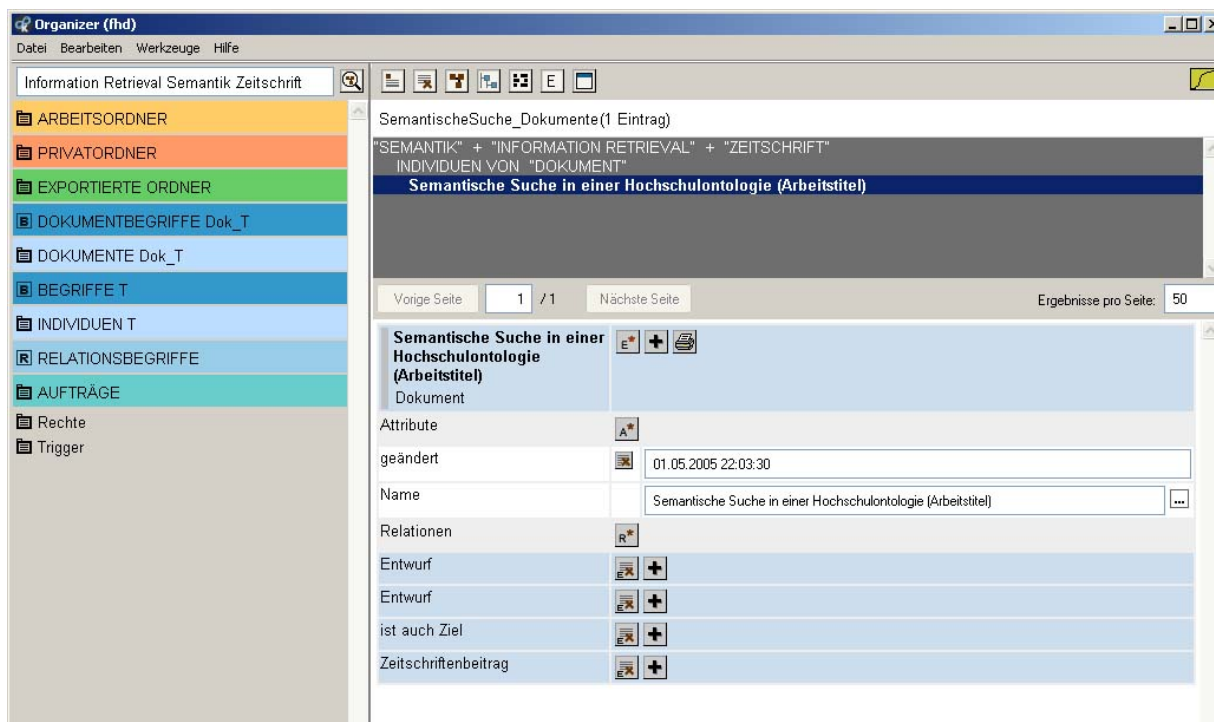 Organizer (fhd)
Datei Bearbeiten Werkzeuge Hilfe
Information Retrieval Semantik Zeitschrift
ARBEITSORDNER
PRIVATORDNER
EXPORTIERTE ORDNER
B DOKUMENTBEGRIFFE Dok_T
DOKUMENTE Dok_T
B BEGRIFFE T
INDIVIDUEN T
R RELATIONSBEGRIFFE
AUFTRÄGE
Rechte
Trigger
E
SemantischeSuche_Dokumente(1 Eintrag)
"SEMANTIK" + "INFORMATION RETRIEVAL" + "ZEITSCHRIFT"
INDIVIDUEN VON "DOKUMENT"
Semantische Suche in einer Hochschulontologie (Arbeitstitel)
Vorige Seite 1 / 1 Nächste Seite Ergebnisse pro Seite: 50
Semantische Suche in einer
Hochschulontologie
(Arbeitstitel)
Dokument
E*
Attribute A*
geändert 01.05.2005 22:03:30
Name Semantische Suche in einer Hochschulontologie (Arbeitstitel) ...
Relationen R*
Entwurf E
Entwurf E
ist auch Ziel E
Zeitschriftenbeitrag E